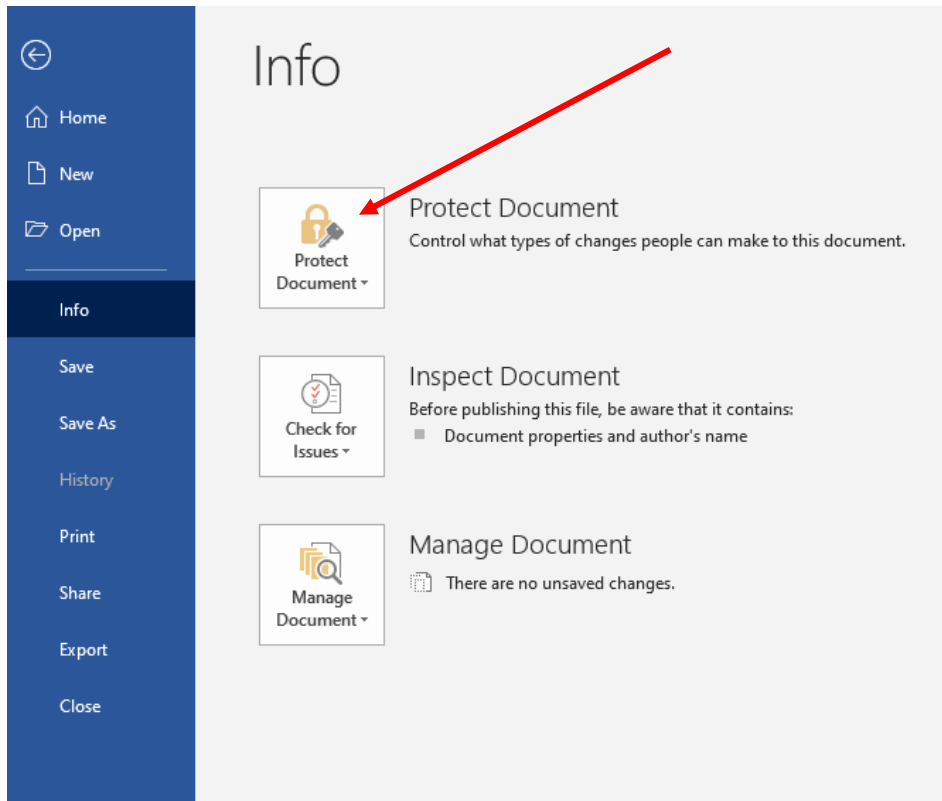 Info
Home
New
Open
Info
Save
Save As
History
Print
Share
Export
Close
Protect
Document
Protect Document
Control what types of changes people can make to this document.
Check for
Issues
Inspect Document
Before publishing this file, be aware that it contains:
Document properties and author's name
Manage
Document
Manage Document
There are no unsaved changes.